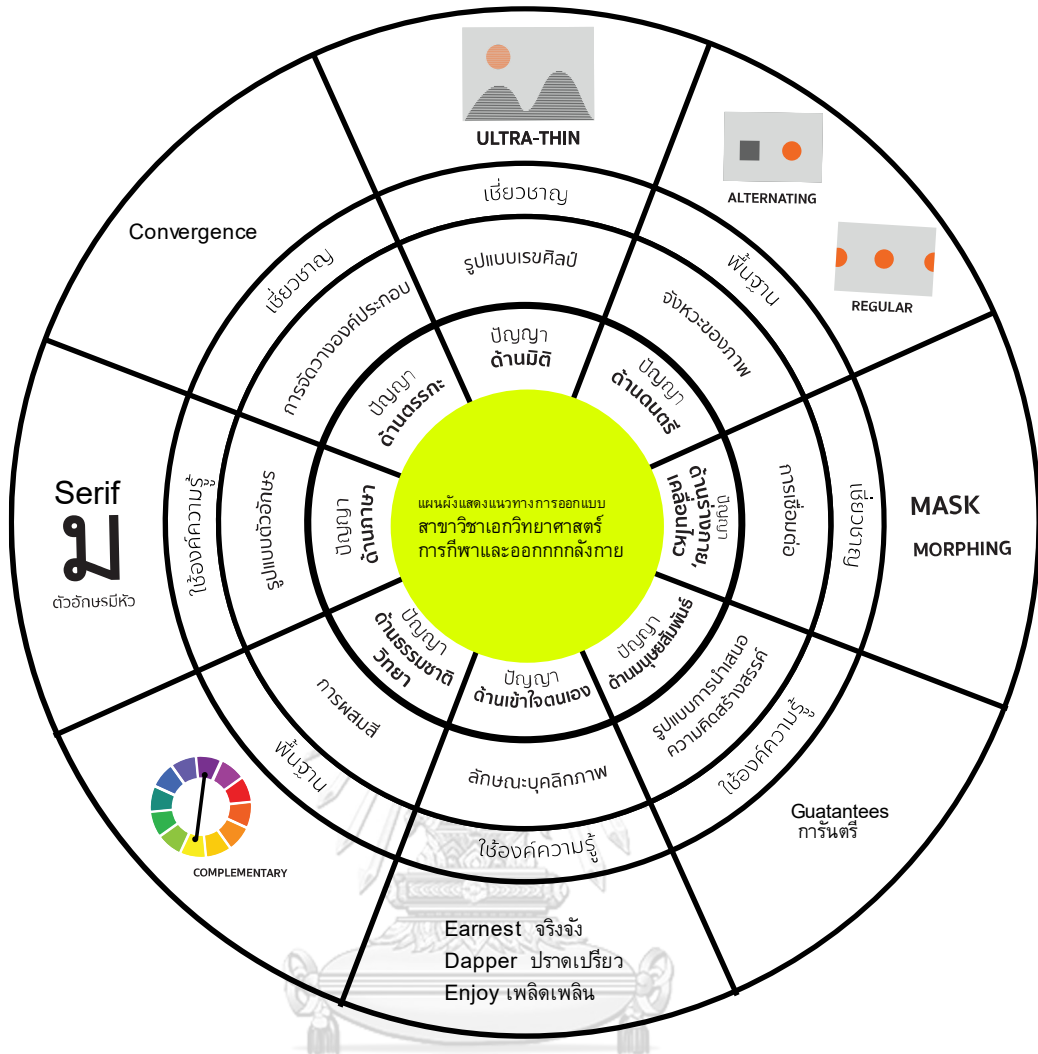 ULTRA-THIN
เชี่ยวชาญ
รูปแบบเรขศิลป์
ปัญญา
ด้านมิติ
ALTERNATING
REGULAR
พื้นฐาน
จังหวะของภาพ
ปัญญา
ด้านดนตรี
MASK
MORPHING
เชี่ยวชาญ
การเชื่อมต่อ
ปัญญา
ด้านร่างกาย,
เคลื่อนไหว
Guatantees
การันตรี
ใช้องค์ความรู้
รูปแบบการนำเสนอ
ความคิดสร้างสรรค์
ปัญญา
ด้านมนุษยสัมพันธ์
ปัญญา
ด้านเข้าใจตนเอง
ลักษณะบุคลิกภาพ
ใช้องค์ความรู้
Earnest จริงจัง
Dapper ปราดเปรียว
Enjoy เพลิดเพลิน
ปัญญา
ด้านธรรมชาติ
วิทยา
การผสมสี
พื้นฐาน
COMPLEMENTARY
ปัญญา
ด้านภาษา
รูปแบบตัวอักษร
ใช้องค์ความรู้
Serif
ม
ตัวอักษรมีหัว
ปัญญา
ด้านตรรกะ
การจัดวางองค์ประกอบ
เชี่ยวชาญ
Convergence
แผนผังแสดงแนวทางการออกแบบ
สาขาวิชาเอกวิทยาศาสตร์
การกีฬาและออกกกกลังกาย